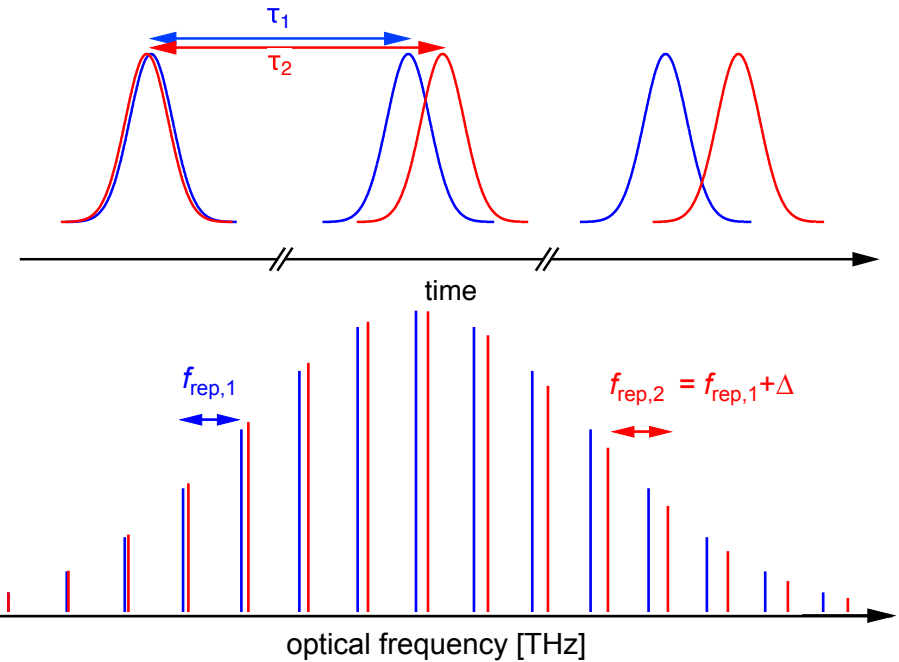 τ1
τ2
time
frep,1
frep,2 = frep,1+Δ
optical frequency [THz]